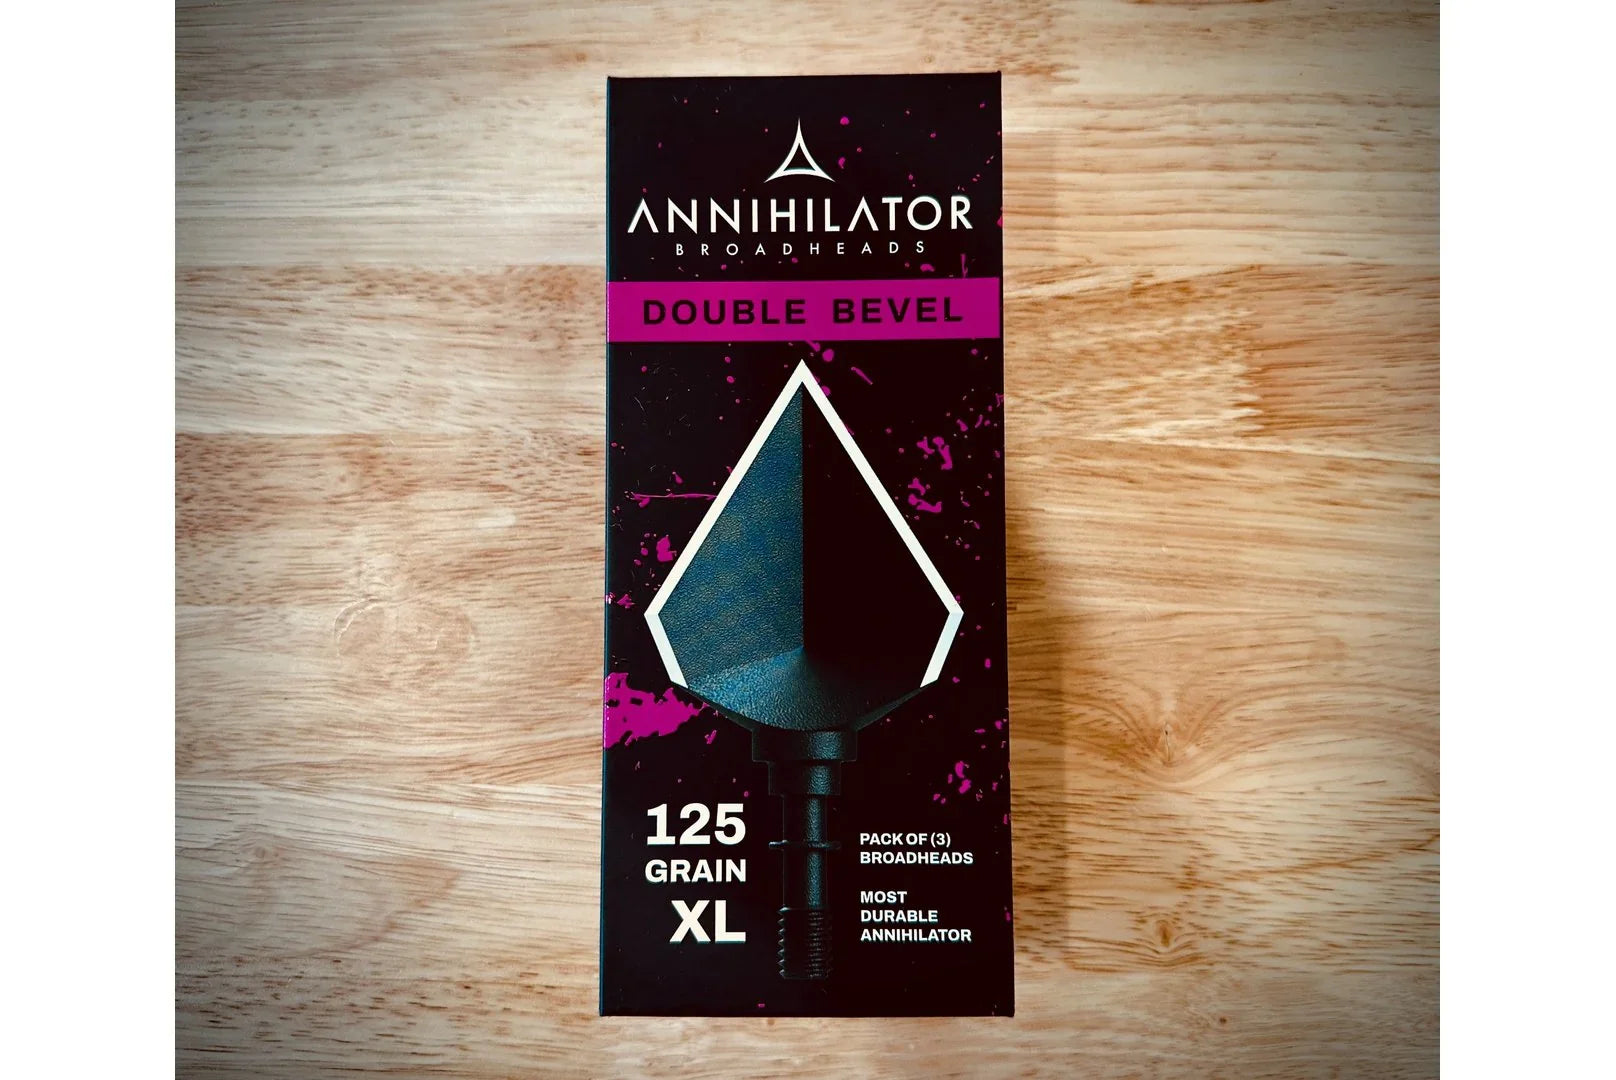 ANNIHILATOR
BROADHEADS
DOUBLE BEVEL
125
GRAIN
XL
PACK OF (3)
BROADHEADS
MOST
DURABLE
ANNIHILATOR